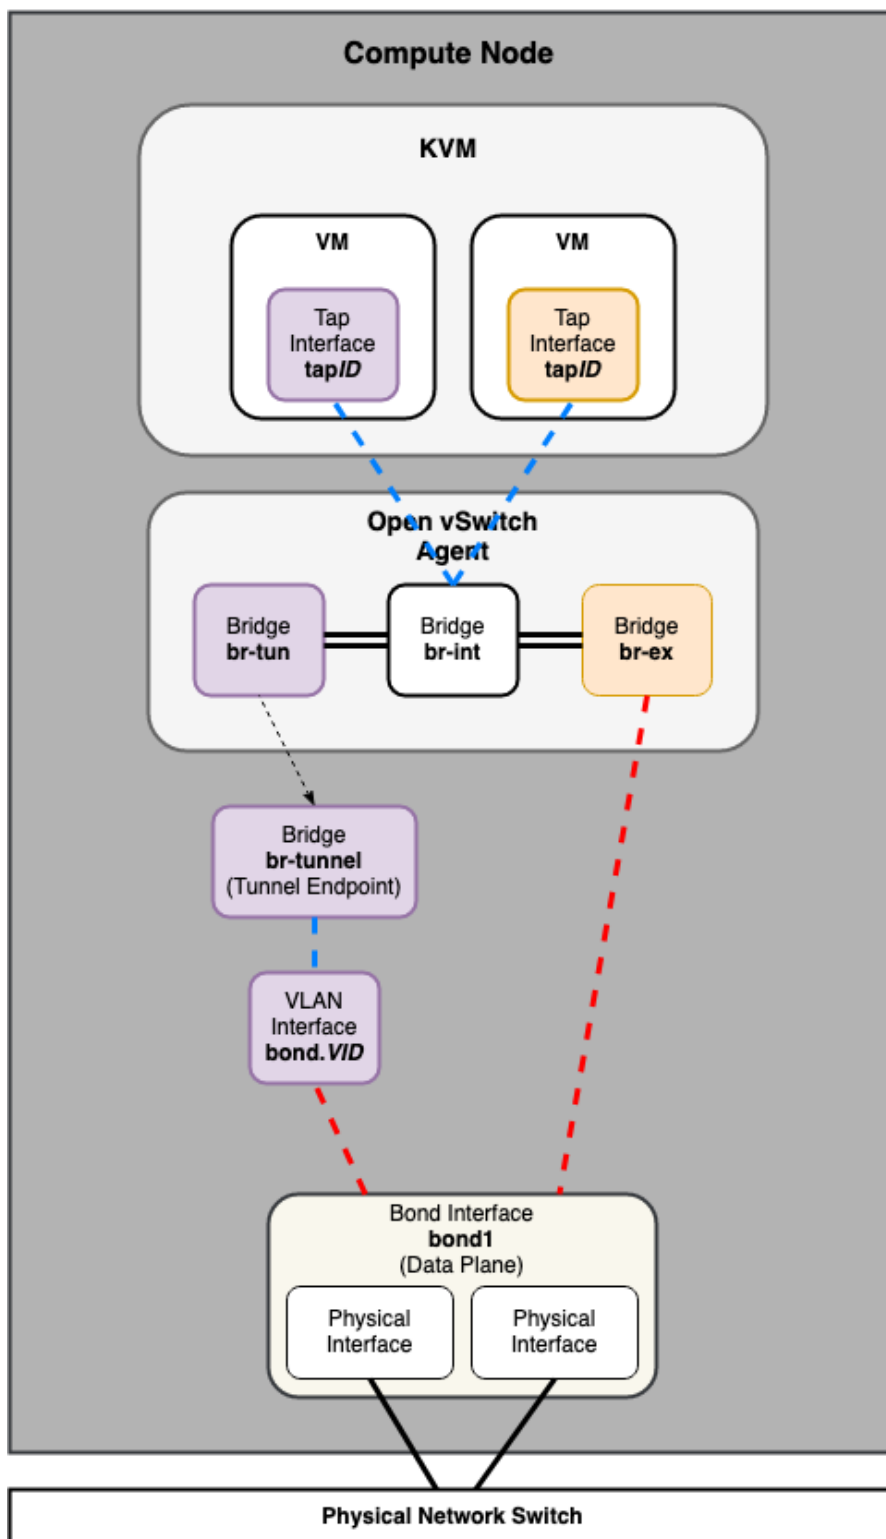 Compute Node
KVM
VM
VM
Tap
Interface
tapID
Tap
Interface
tapID
Open vSwitch
Agent
Bridge
br-tun
Bridge
br-int
Bridge
br-ex
Bridge
br-tunnel
(Tunnel Endpoint)
VLAN
Interface
bond.VID
Bond Interface
bond1
(Data Plane)
Physical
Interface
Physical
Interface
Physical Network Switch